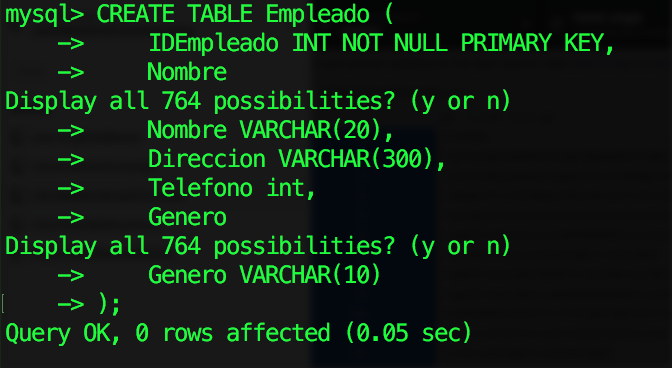 mysql> CREATE TABLE Empleado (
-> IDEmpleado INT NOT NULL PRIMARY KEY,
-> Nombre
Display all 764 possibilities? (y or n)
-> Nombre VARCHAR(20),
-> Direccion VARCHAR(300),
-> Telefono int,
-> Genero
Display all 764 possibilities? (y or n)
-> Genero VARCHAR(10)
-> );
Query OK, 0 rows affected (0.05 sec)